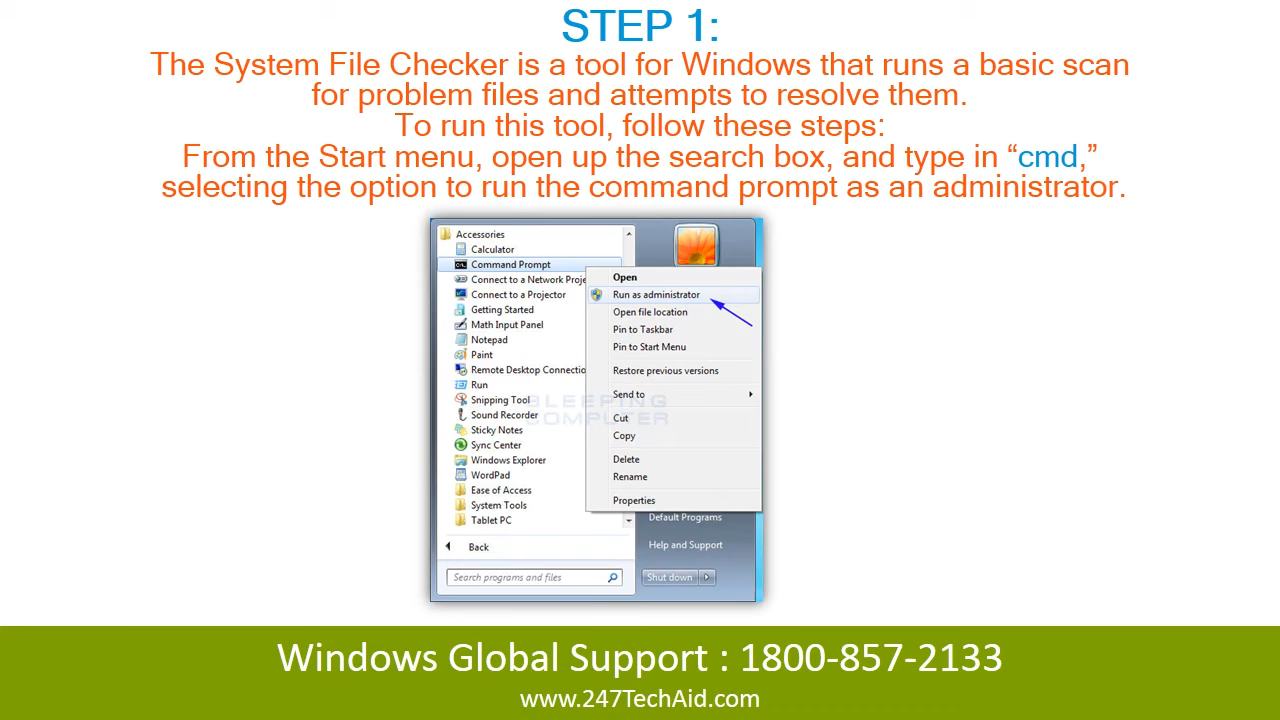 STEP 1:
The System File Checker is a tool for Windows that runs a basic scan
for problem files and attempts to resolve them.
To run this tool, follow these steps:
From the Start menu, open up the search box, and type in “cmd,”
selecting the option to run the command prompt as an administrator.
Accessories
Calculator
Command Prompt
Connect to a Network Proje
Connect to a Projector
Getting Started
Math Input Panel
Notepad
Paint
Remote Desktop Connectio
Run
Snipping Tool
Sound Recorder
Sticky Notes
Sync Center
Windows Explorer
WordPad
Ease of Access
System Tools
Tablet PC
Back
Search programs and files
Open
Run as administrator
Open file location
Pin to Taskbar
Pin to Start Menu
Restore previous versions
Send to
Cut
Copy
Delete
Rename
Properties
Default Programs
Help and Support
Shut down
BLEEPING
COMPUTER
Windows Global Support : 1800-857-2133
www.247TechAid.com